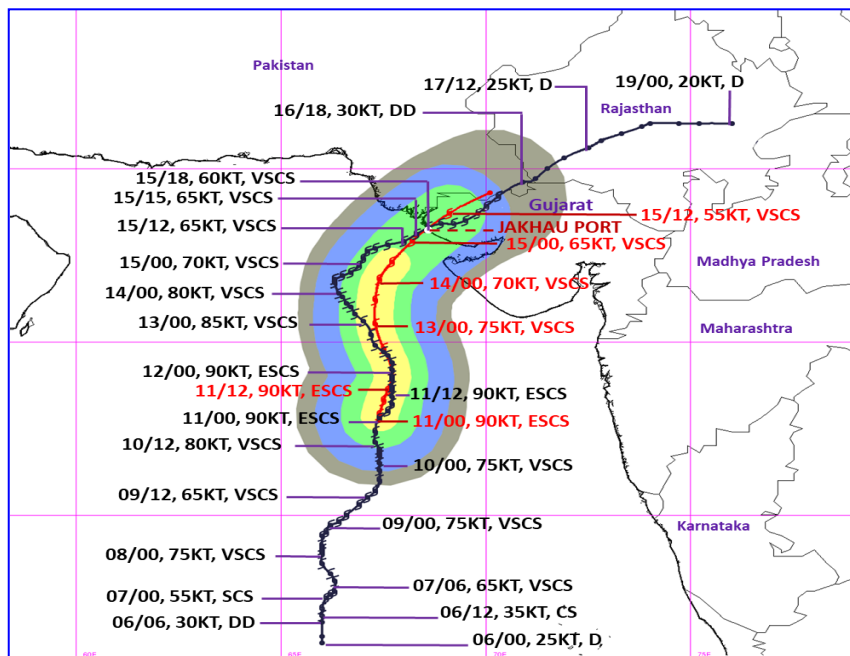 Pakistan
17/12, 25KT, D
19/00, 20KT, D
16/18, 30KT, DD
Rajasthan
15/18, 60KT, VSCS
15/15, 65KT, VSCS
Gujarat
15/12, 55KT, VSCS
15/12, 65KT, VSCS
JAKHAU PORT
15/00, 65KT, VSCS
15/00, 70KT, VSCS
Madhya Pradesh
14/00, 70KT, VSCS
14/00, 80KT, VSCS
13/00, 85KT, VSCS
13/00, 75KT, VSCS
Maharashtra
12/00, 90KT, ESCS
11/12, 90KT, ESCS
11/12, 90KT, ESCS
11/00, 90KT, ESCS
11/00, 90KT, ESCS
10/12, 80KT, VSCS
10/00, 75KT, VSCS
09/12, 65KT, VSCS
09/00, 75KT, VSCS
Karnataka
08/00, 75KT, VSCS
07/06, 65KT, VSCS
07/00, 55KT, SCS
06/12, 35KT, CS
06/06, 30KT, DD
06/00, 25KT, D
60E 65E 70E 75E